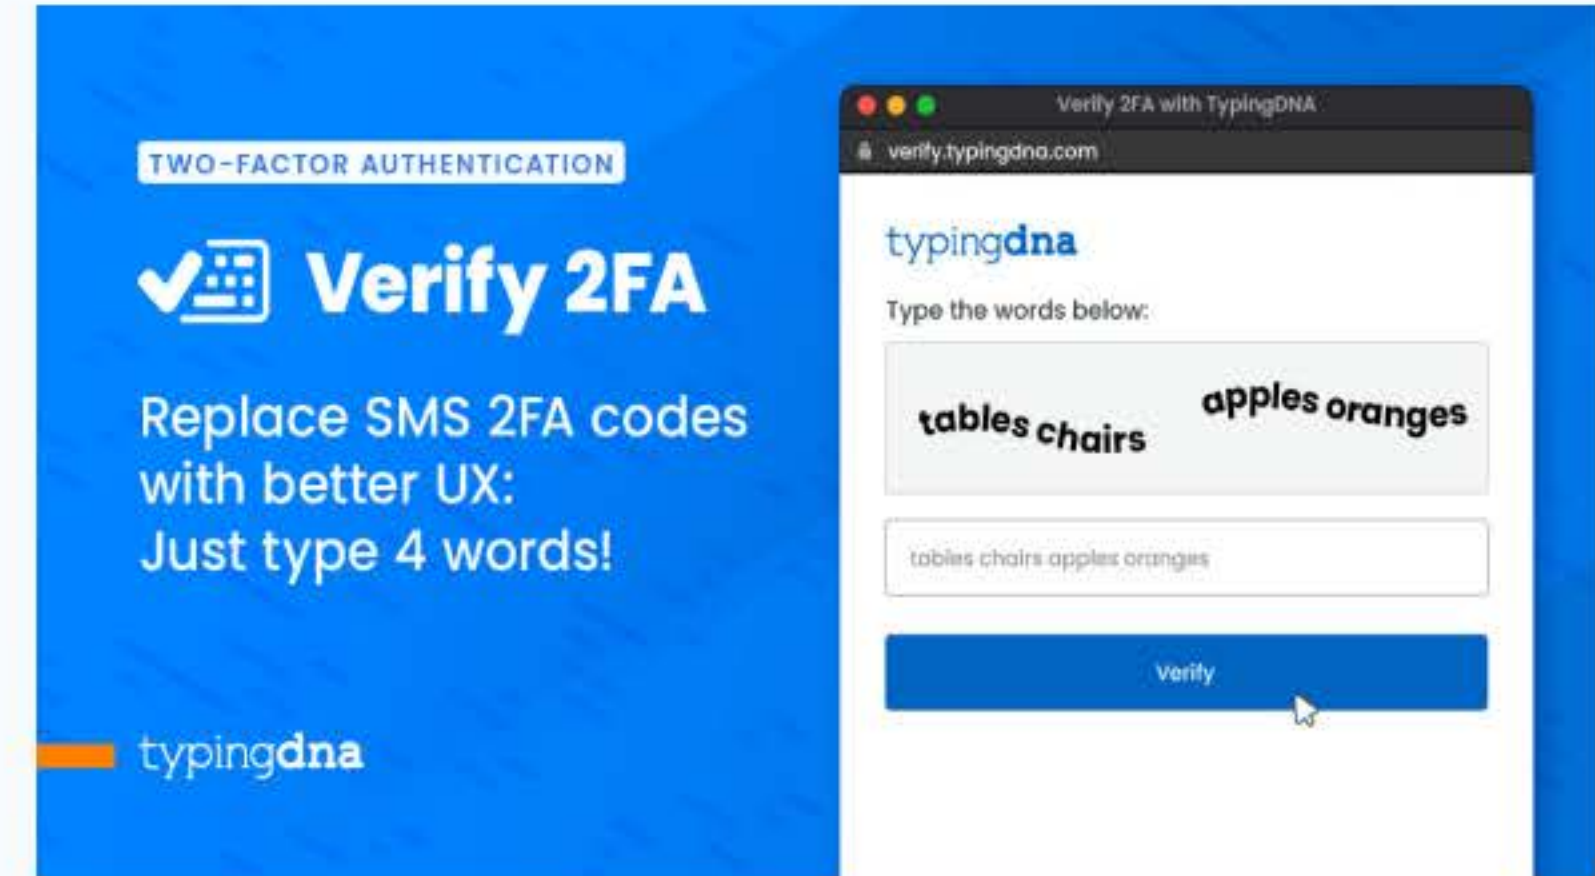 TWO-FACTOR AUTHENTICATION
Verify 2FA
Replace SMS 2FA codes
with better UX:
Just type 4 words!
typingdna
Verify 2FA with TypingDNA
verify.typingdna.com
typingdna
Type the words below:
tables chairs apples oranges
tables chairs apples oranges
Verify